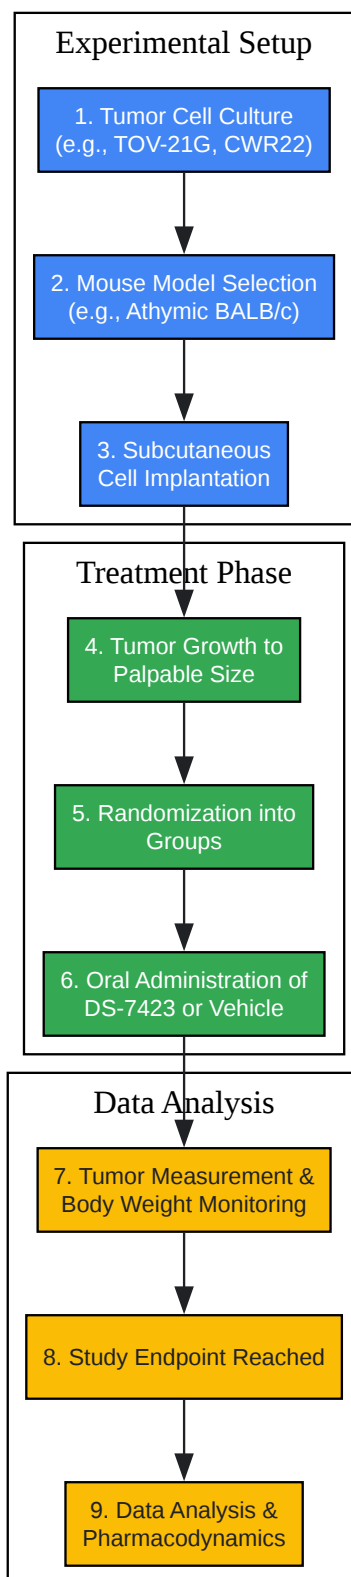 Experimental Setup
1. Tumor Cell Culture
(e.g., TOV-21G, CWR22)
2. Mouse Model Selection
(e.g., Athymic BALB/c)
3. Subcutaneous
Cell Implantation
Treatment Phase
4. Tumor Growth to
Palpable Size
5. Randomization into
Groups
6. Oral Administration of
DS-7423 or Vehicle
Data Analysis
7. Tumor Measurement &
Body Weight Monitoring
8. Study Endpoint Reached
9. Data Analysis &
Pharmacodynamics